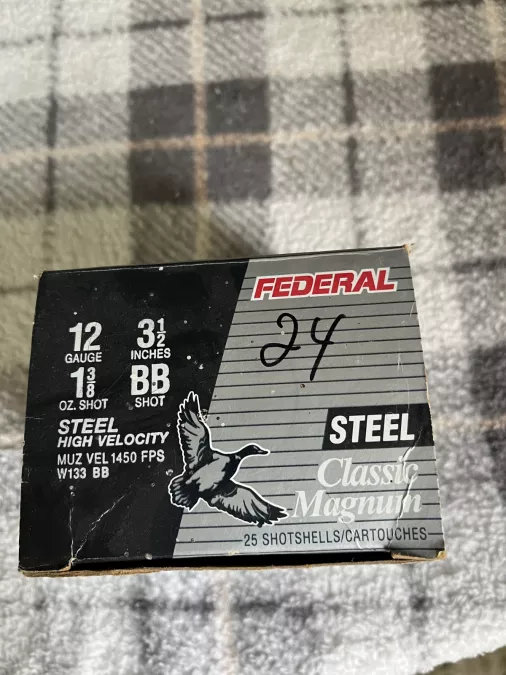 FEDERAL
24
12 3½
GAUGE INCHES
1⅜ BB
OZ. SHOT SHOT
STEEL
HIGH VELOCITY
MUZ VEL 1450 FPS
W133 BB
STEEL
Classic
Magnum
25 SHOTSHELLS/CARTOUCHES